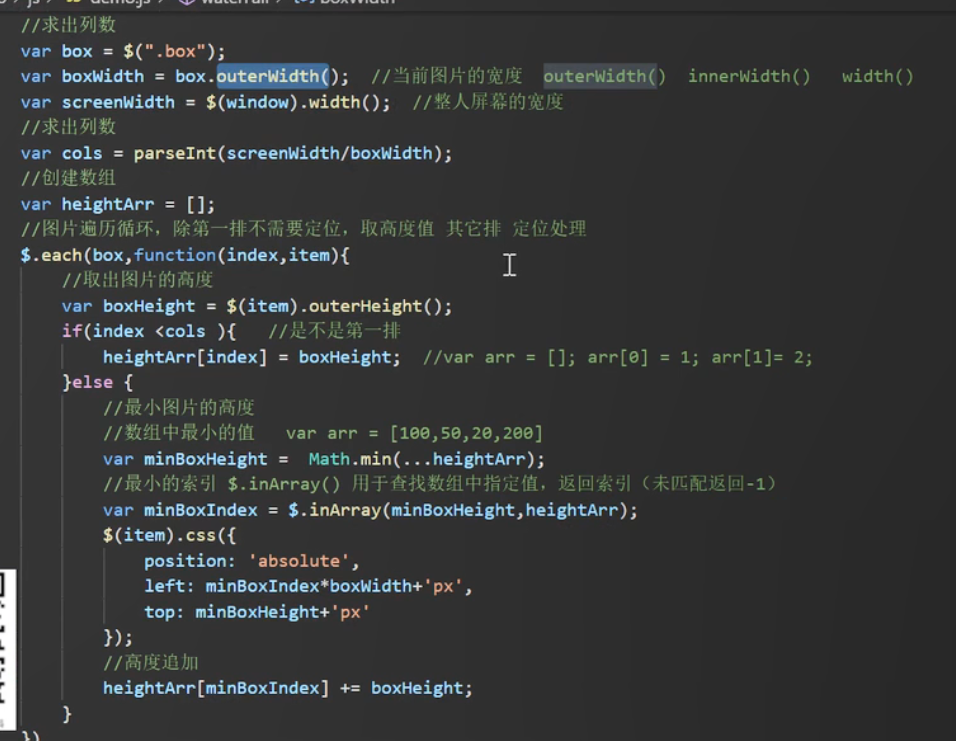 demo.js waterfall boxWidth
//求出列数
var box = $(".box");
var boxWidth = box.outerWidth(); //当前图片的宽度 outerWidth() innerWidth() width()
var screenWidth = $(window).width(); //整人屏幕的宽度
//求出列数
var cols = parseInt(screenWidth/boxWidth);
//创建数组
var heightArr = [];
//图片遍历循环，除第一排不需要定位，取高度值 其它排 定位处理
$.each(box,function(index,item){
//取出图片的高度
var boxHeight = $(item).outerHeight();
if(index <cols ){ //是不是第一排
heightArr[index] = boxHeight; //var arr = []; arr[0] = 1; arr[1]= 2;
}else {
//最小图片的高度
//数组中最小的值 var arr = [100,50,20,200]
var minBoxHeight = Math.min(...heightArr);
//最小的索引 $.inArray() 用于查找数组中指定值，返回索引（未匹配返回-1）
var minBoxIndex = $.inArray(minBoxHeight,heightArr);
$(item).css({
position: 'absolute',
left: minBoxIndex*boxWidth+'px',
top: minBoxHeight+'px'
});
//高度追加
heightArr[minBoxIndex] += boxHeight;
}
})